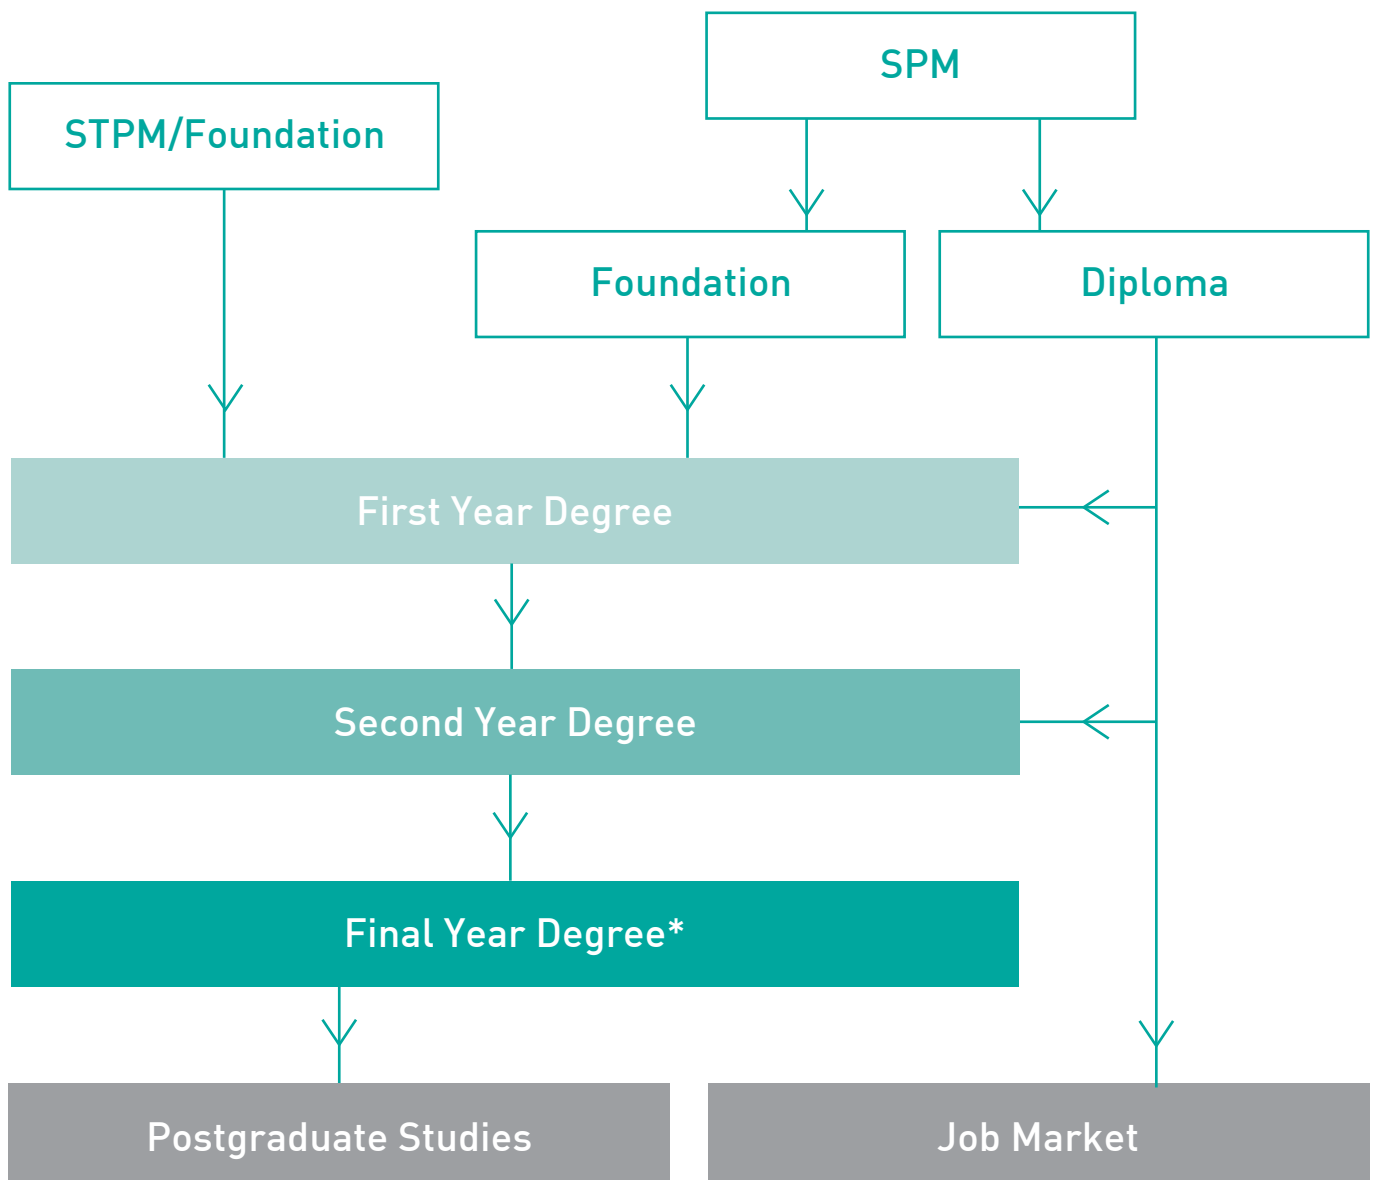 SPM
STPM/Foundation
Foundation
Diploma
First Year Degree
Second Year Degree
Final Year Degree*
Postgraduate Studies
Job Market